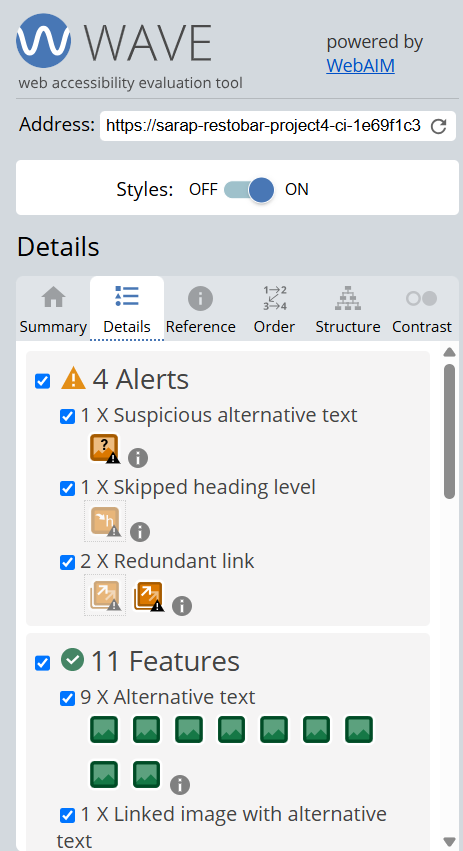 WAVE
powered by
WebAIM
web accessibility evaluation tool
Address: https://sarap-restobar-project4-ci-1e69f1c3
Styles: OFF ON
Details
Summary Details Reference Order Structure Contrast
4 Alerts
1 X Suspicious alternative text
1 X Skipped heading level
2 X Redundant link
11 Features
9 X Alternative text
1 X Linked image with alternative
text